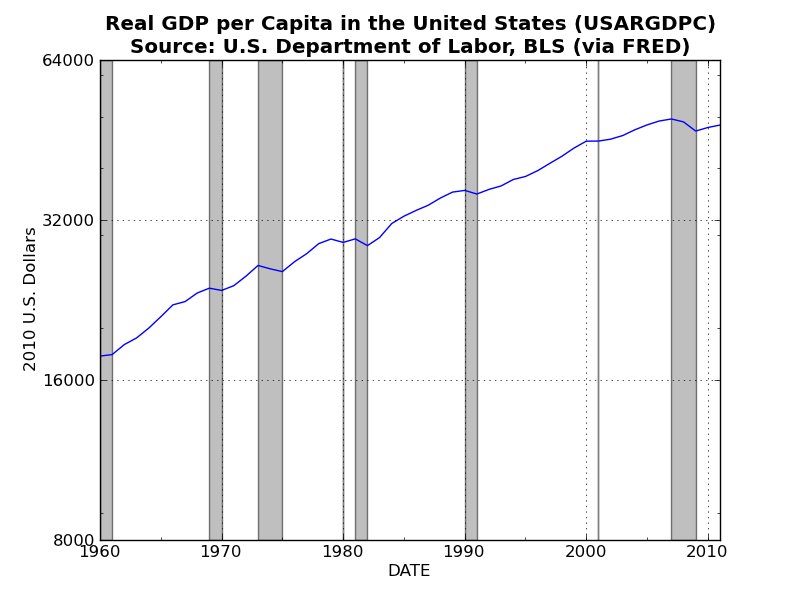 Real GDP per Capita in the United States (USARGDPC)
Source: U.S. Department of Labor, BLS (via FRED)
64000
32000
16000
8000
2010 U.S. Dollars
1960 1970 1980 1990 2000 2010
DATE